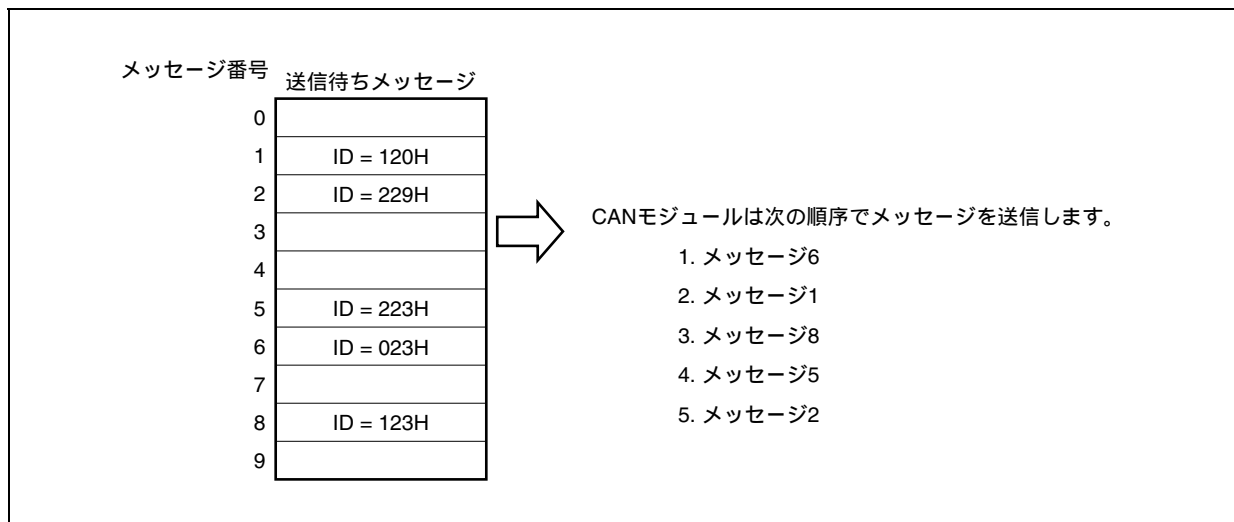 メッセージ番号
送信待ちメッセージ
0
1 ID = 120H
2 ID = 229H
3
4
5 ID = 223H
6 ID = 023H
7
8 ID = 123H
9
CANモジュールは次の順序でメッセージを送信します。
1. メッセージ6
2. メッセージ1
3. メッセージ8
4. メッセージ5
5. メッセージ2